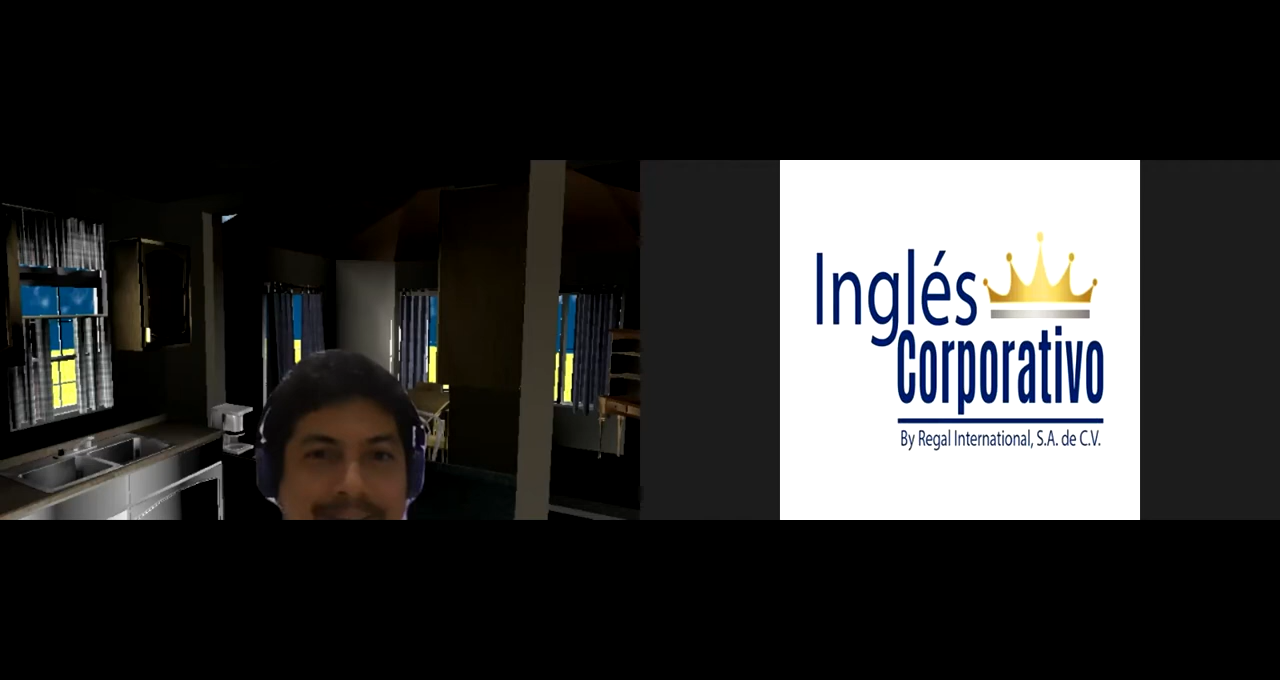 Inglés
Corporativo
By Regal International, S.A. de C.V.